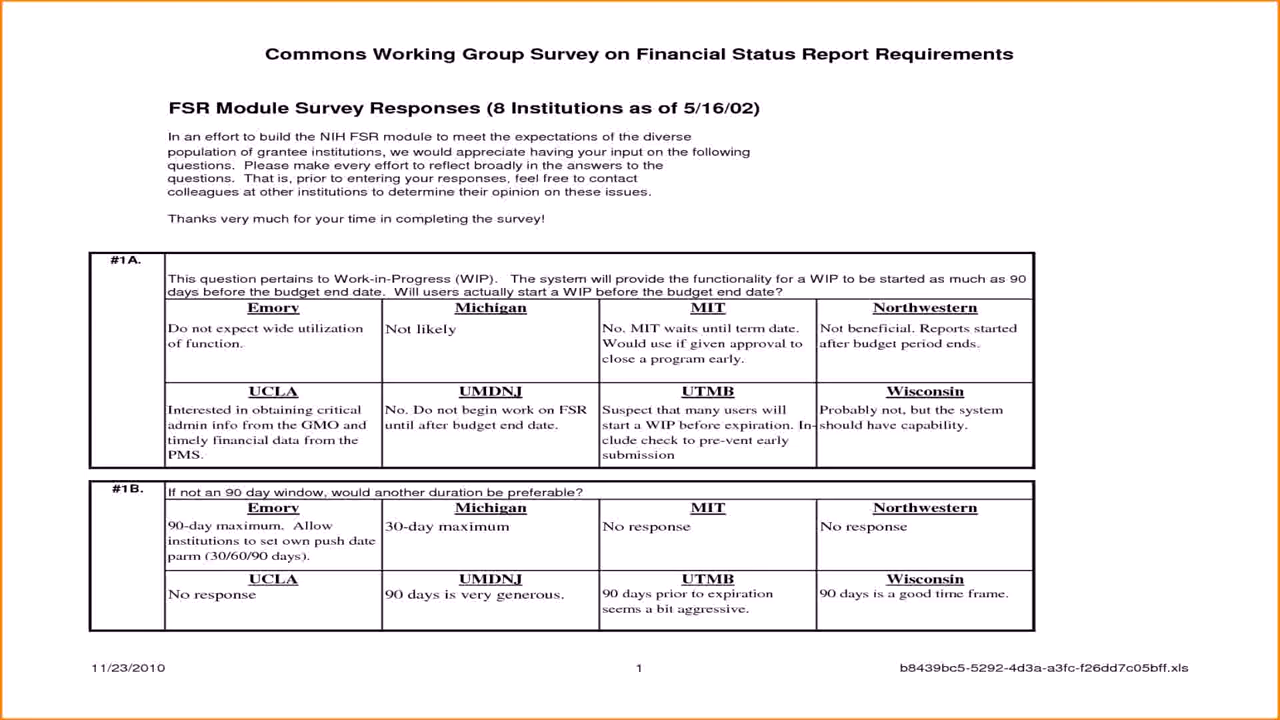 Commons Working Group Survey on Financial Status Report Requirements
FSR Module Survey Responses (8 Institutions as of 5/16/02)
In an effort to build the NIH FSR module to meet the expectations of the diverse
population of grantee institutions, we would appreciate having your input on the following
questions.  Please make every effort to reflect broadly in the answers to the
questions.  That is, prior to entering your responses, feel free to contact
colleagues at other institutions to determine their opinion on these issues.
Thanks very much for your time in completing the survey!
#1A.
This question pertains to Work-in-Progress (WIP).   The system will provide the functionality for a WIP to be started as much as 90
days before the budget end date.  Will users actually start a WIP before the budget end date?
Emory
Do not expect wide utilization
of function.
Michigan
Not likely
MIT
No. MIT waits until term date.
Would use if given approval to
close a program early.
Northwestern
Not beneficial. Reports started
after budget period ends.
UCLA
Interested in obtaining critical
admin info from the GMO and
timely financial data from the
PMS.
UMDNJ
No. Do not begin work on FSR
until after budget end date.
UTMB
Suspect that many users will
start a WIP before expiration. In-
clude check to pre-vent early
submission
Wisconsin
Probably not, but the system
should have capability.
#1B.
If not an 90 day window, would another duration be preferable?
Emory
90-day maximum.  Allow
institutions to set own push date
parm (30/60/90 days).
Michigan
30-day maximum
MIT
No response
Northwestern
No response
UCLA
No response
UMDNJ
90 days is very generous.
UTMB
90 days prior to expiration
seems a bit aggressive.
Wisconsin
90 days is a good time frame.
11/23/2010
1
b8439bc5-5292-4d3a-a3fc-f26dd7c05bff.xls